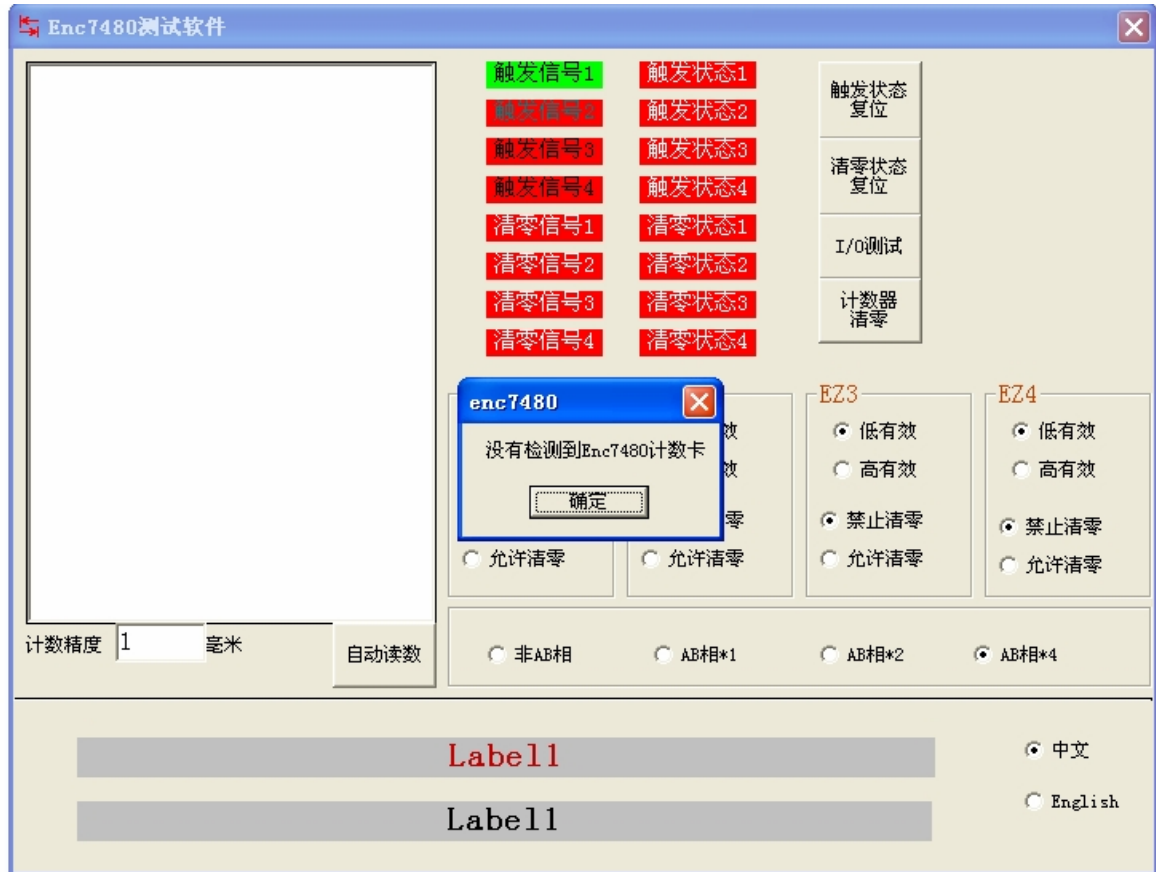 Enc7480测试软件
触发信号1 触发状态1
触发信号2 触发状态2
触发信号3 触发状态3
触发信号4 触发状态4
清零信号1 清零状态1
清零信号2 清零状态2
清零信号3 清零状态3
清零信号4 清零状态4
触发状态
复位
清零状态
复位
I/O测试
计数器
清零
enc7480
没有检测到Enc7480计数卡
确定
效
效
零
允许清零
允许清零
EZ3
低有效
高有效
禁止清零
允许清零
EZ4
低有效
高有效
禁止清零
允许清零
计数精度 1 毫米
自动读数
非AB相 AB相*1 AB相*2 AB相*4
Label1
Label1
中文
English